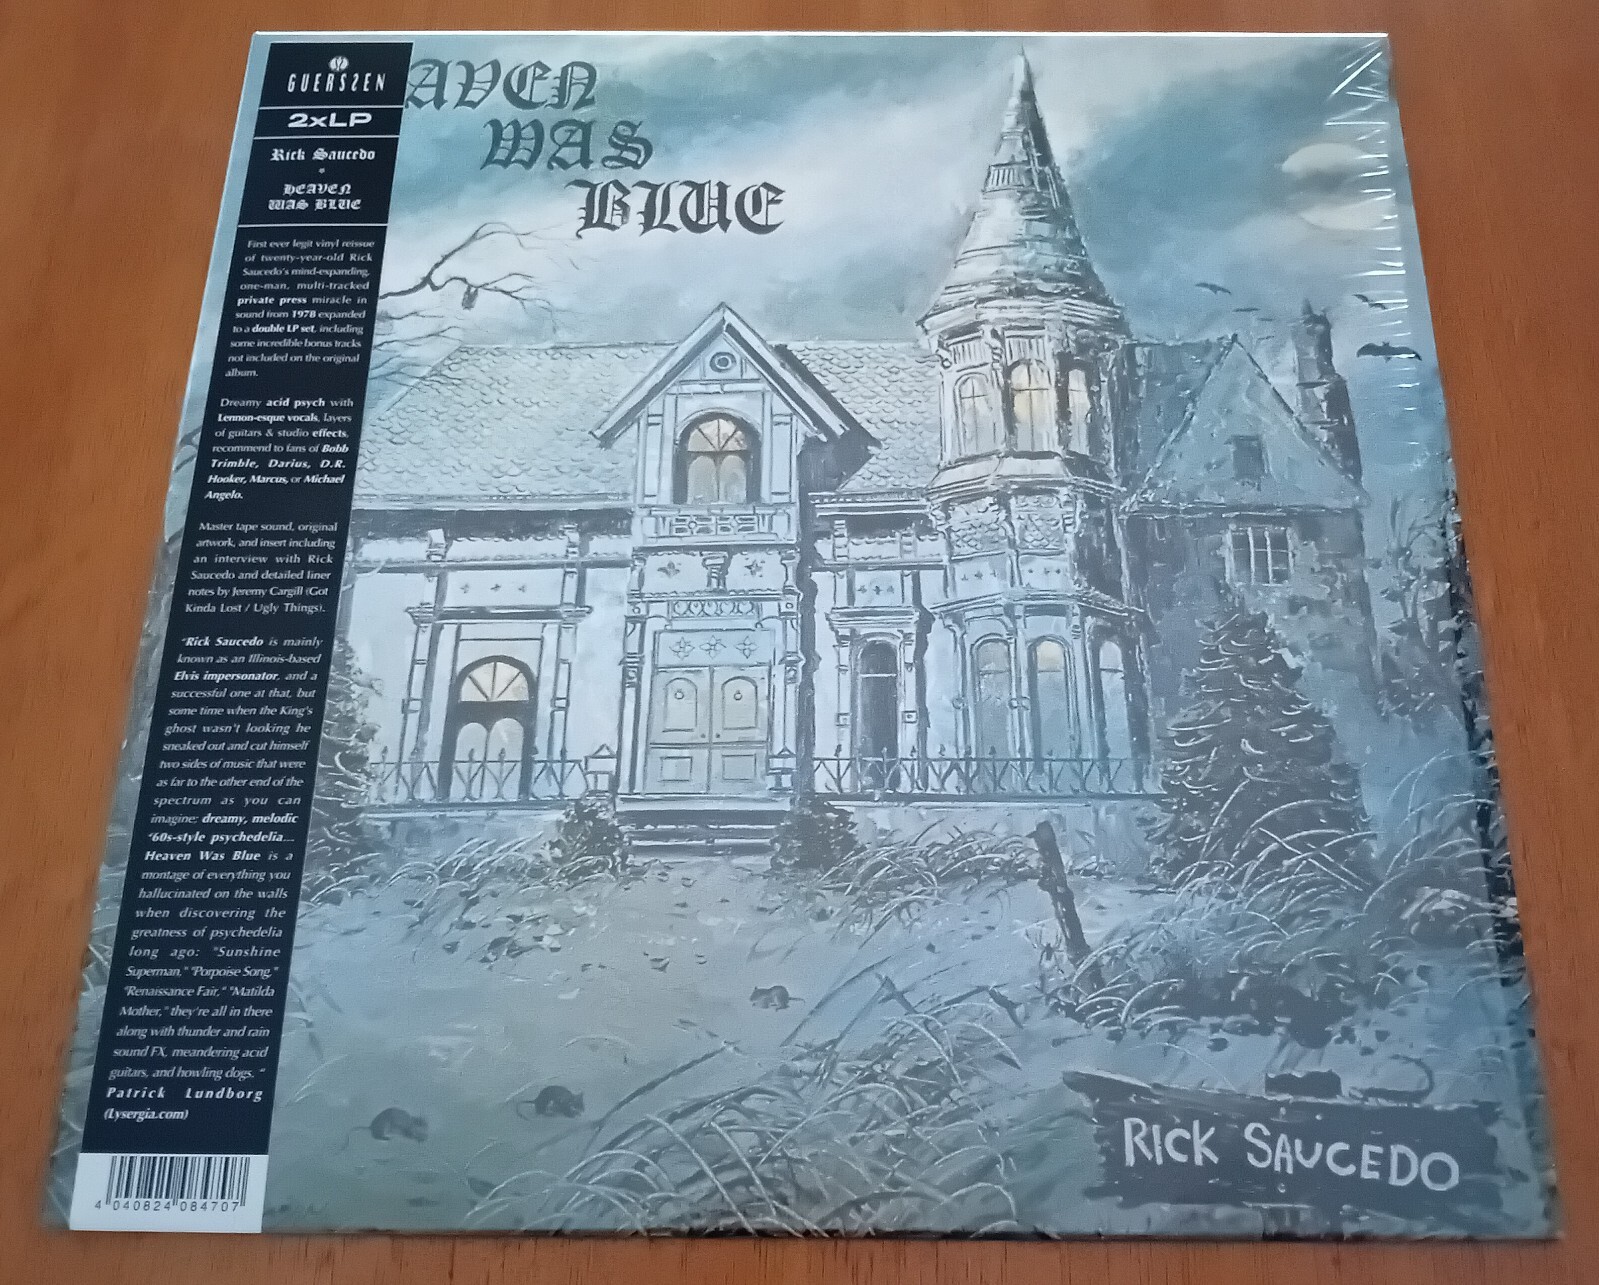 GUERSSEN
2xLP
Rick Saucedo
HEAVEN
WAS BLUE
First ever legit vinyl reissue
of twenty-year-old Rick
Saucedo's mind-expanding,
one-man, multi-tracked
private press miracle in
sound from 1978 expanded
to a double LP set, including
some incredible bonus tracks
not included on the original
album.
Dreamy acid psych with
Lennon-esque vocals, layers
of guitars & studio effects,
recommend to fans of Bobb
Trimble, Darius, D.R.
Hooker, Marcus, or Michael
Angelo.
Master tape sound, original
artwork, and insert including
an interview with Rick
Saucedo and detailed liner
notes by Jeremy Cargill (Got
Kinda Lost / Ugly Things).
"Rick Saucedo is mainly
known as an Illinois-based
Elvis impersonator, and a
successful one at that, but
some time when the King's
ghost wasn't looking he
sneaked out and cut himself
two sides of music that were
as far to the other end of the
spectrum as you can
imagine: dreamy, melodic
'60s-style psychedelia...
Heaven Was Blue is a
montage of everything you
hallucinated on the walls
when discovering the
greatness of psychedelia
long ago: "Sunshine
Superman," "Porpoise Song,"
"Renaissance Fair," "Matilda
Mother," they're all in there
along with thunder and rain
sound FX, meandering acid
guitars, and howling dogs. "
Patrick Lundborg
(Lysergia.com)
4 040824 084707
AVEN
WAS
BLUE
RICK SAUCEDO